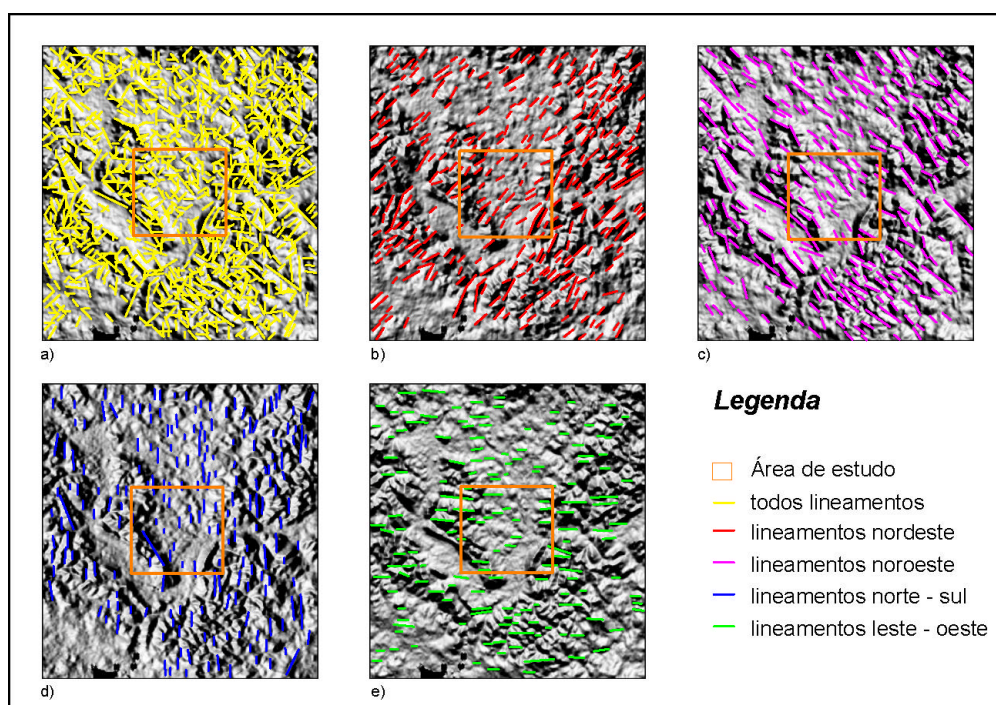 a)
b)
c)
d)
e)
Legenda
Área de estudo
todos lineamentos
lineamentos nordeste
lineamentos noroeste
lineamentos norte - sul
lineamentos leste - oeste